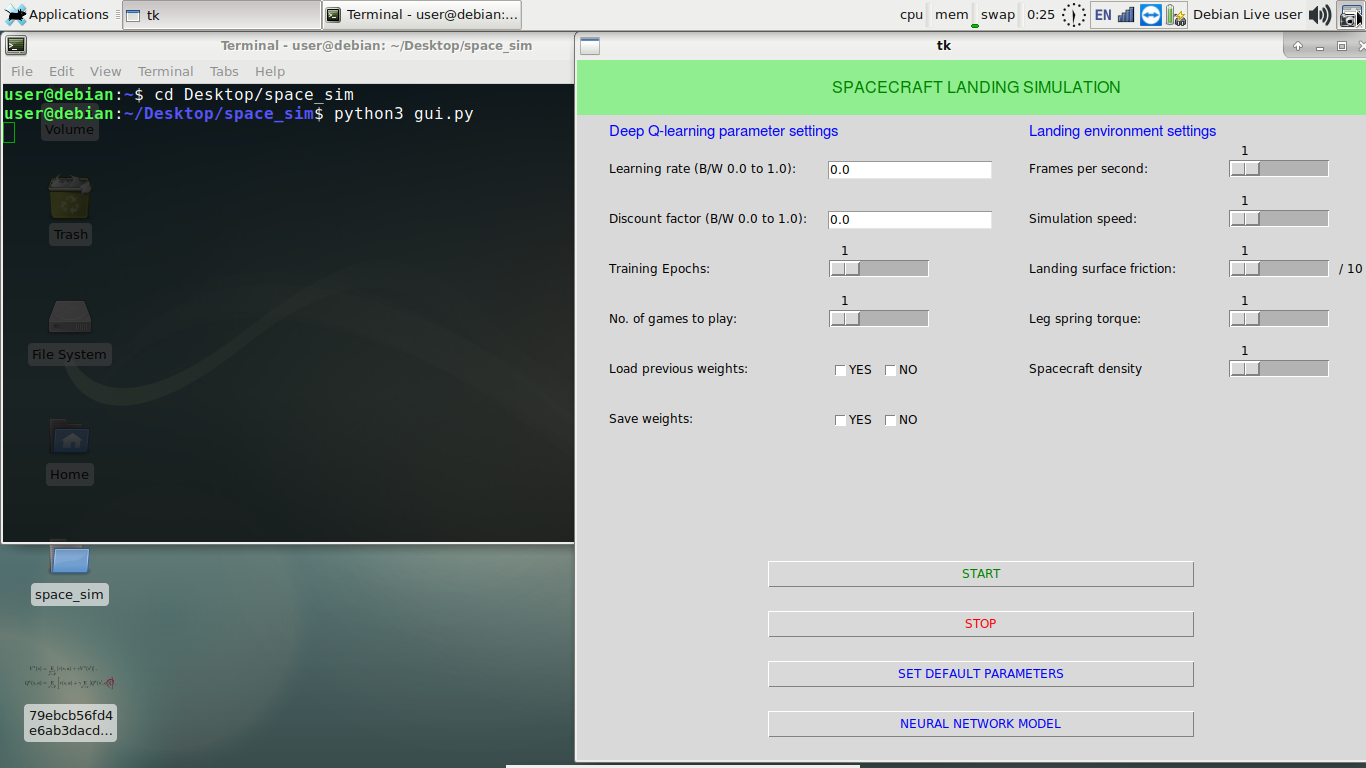 Applications
tk
Terminal - user@debian:...
cpu
mem
swap
0:25
EN
Debian Live user
Terminal - user@debian: ~/Desktop/space_sim
File Edit View Terminal Tabs Help
user@debian:~$ cd Desktop/space_sim
user@debian:~/Desktop/space_sim$ python3 gui.py
Volume
Trash
File System
Home
space_sim
79ebcb56fd4
e6ab3dacd...
tk
SPACECRAFT LANDING SIMULATION
Deep Q-learning parameter settings
Learning rate (B/W 0.0 to 1.0): 0.0
Discount factor (B/W 0.0 to 1.0): 0.0
1
Training Epochs:
1
No. of games to play:
Load previous weights: YES NO
Save weights: YES NO
Landing environment settings
1
Frames per second:
1
Simulation speed:
1
Landing surface friction: / 10
1
Leg spring torque:
1
Spacecraft density
START
STOP
SET DEFAULT PARAMETERS
NEURAL NETWORK MODEL